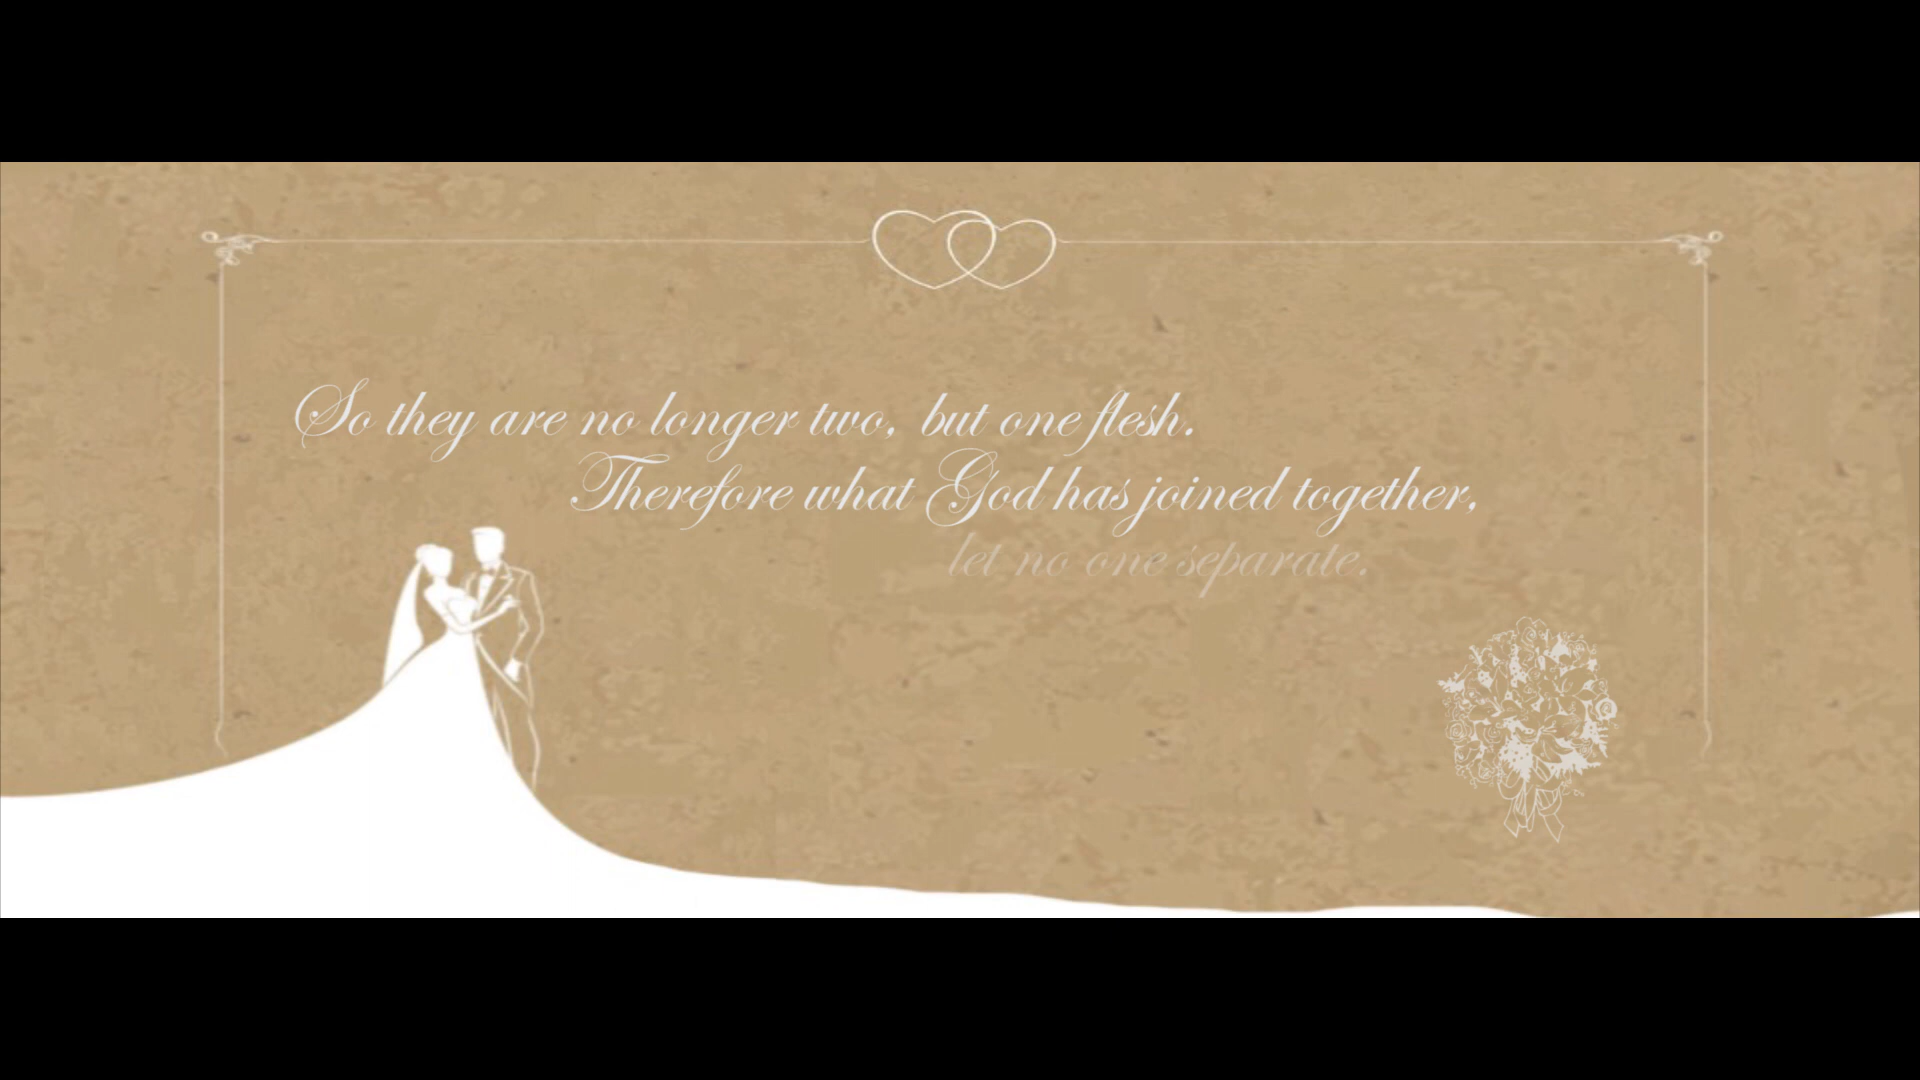 So they are no longer two, but one flesh.
Therefore what God has joined together,
let no one separate.